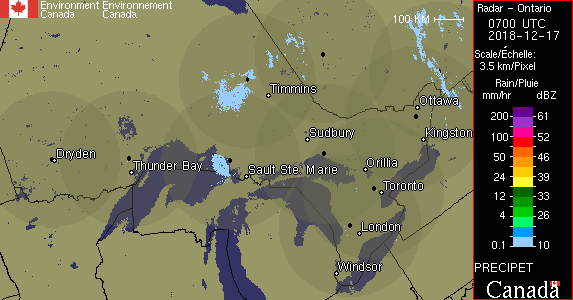 Environment Environnement
Canada Canada
100 KM
Timmins
Ottawa
Sudbury
Kingston
Dryden
Thunder Bay
Sault Ste. Marie
Orillia
Toronto
London
Windsor
Radar - Ontario
0700 UTC
2018-12-17
Scale/Échelle:
3.5 km/Pixel
Rain/Pluie
mm/hr dBZ
200 61
100 52
50 46
24 39
12 33
4 26
2 20
0.1 10
PRECIPET
Canada